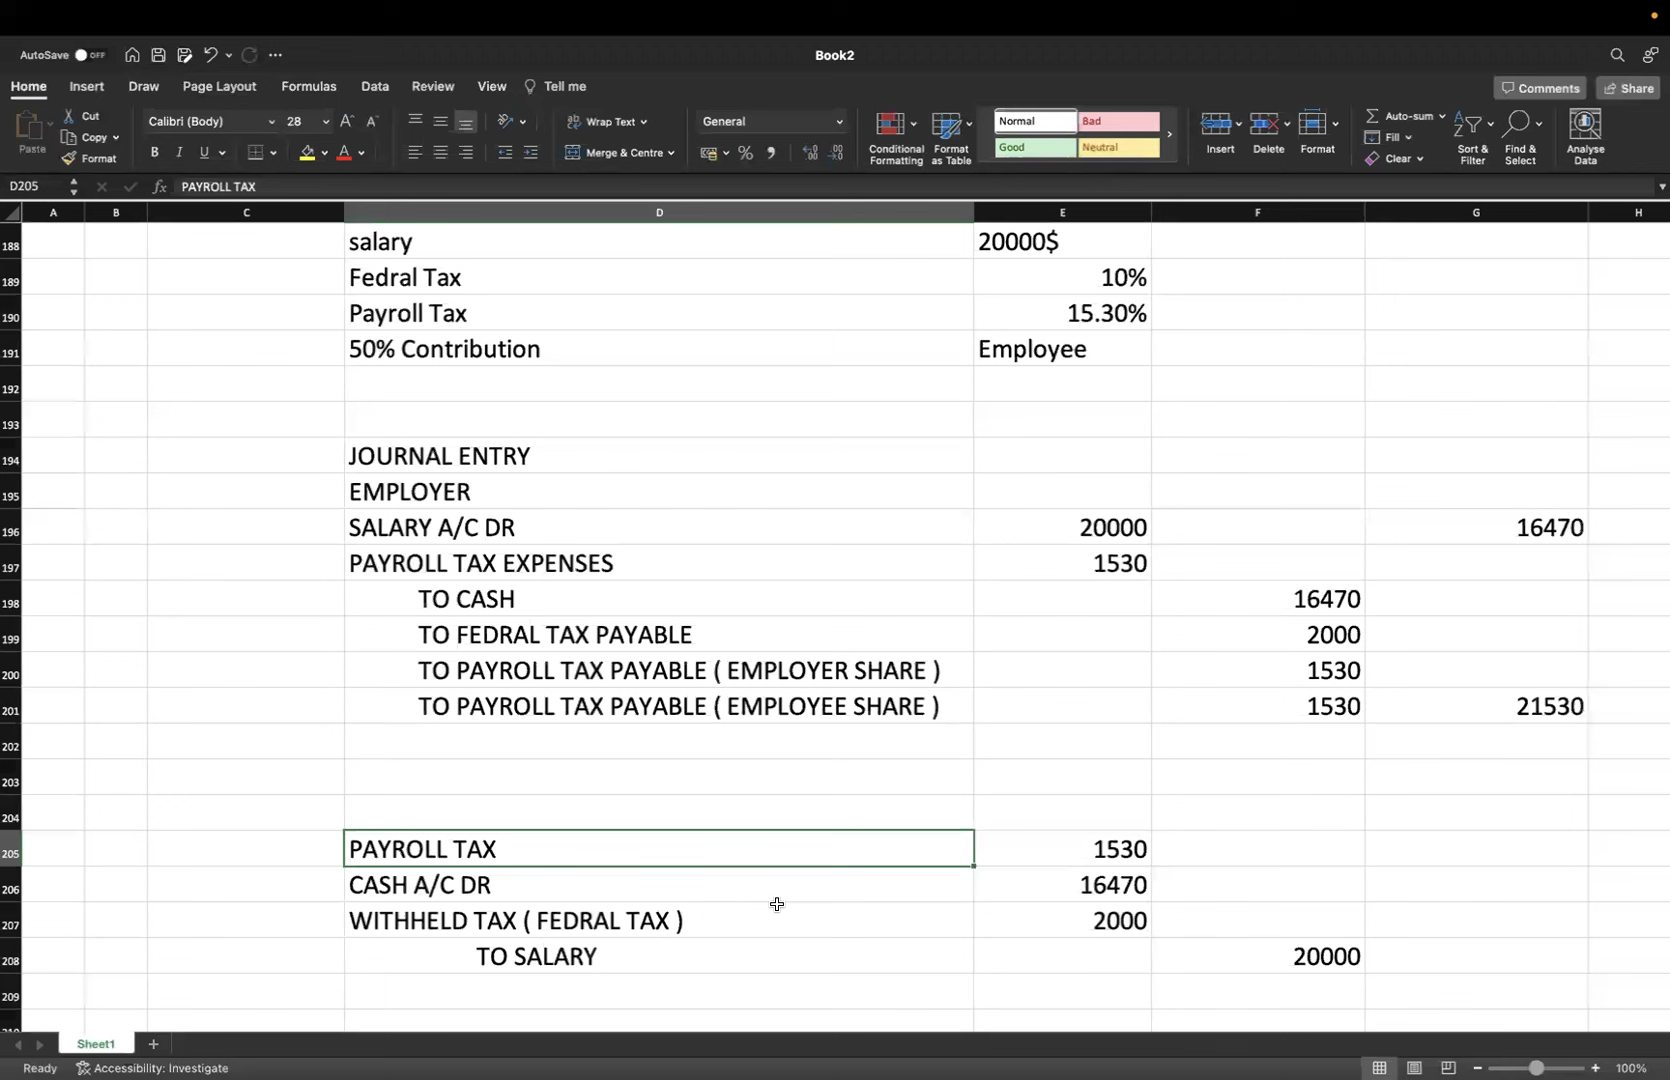 AutoSave OFF
Book2
Home Insert Draw Page Layout Formulas Data Review View Tell me Comments Share
Paste Cut Copy Format
Calibri (Body) 28
B I U A A A
Wrap Text
Merge & Centre
General
%
Conditional Formatting
Format as Table
Normal Bad
Good Neutral
Insert Delete Format
Auto-sum
Fill
Clear
Sort & Filter
Find & Select
Analyse Data
D205 fx PAYROLL TAX
A B C D E F G H
188 salary 20000$
189 Fedral Tax 10%
190 Payroll Tax 15.30%
191 50% Contribution Employee
192
193
194 JOURNAL ENTRY
195 EMPLOYER
196 SALARY A/C DR 20000 16470
197 PAYROLL TAX EXPENSES 1530
198 TO CASH 16470
199 TO FEDRAL TAX PAYABLE 2000
200 TO PAYROLL TAX PAYABLE ( EMPLOYER SHARE ) 1530
201 TO PAYROLL TAX PAYABLE ( EMPLOYEE SHARE ) 1530 21530
202
203
204
205 PAYROLL TAX 1530
206 CASH A/C DR 16470
207 WITHHELD TAX ( FEDRAL TAX ) 2000
208 TO SALARY 20000
209
Sheet1
Ready Accessibility: Investigate 100%